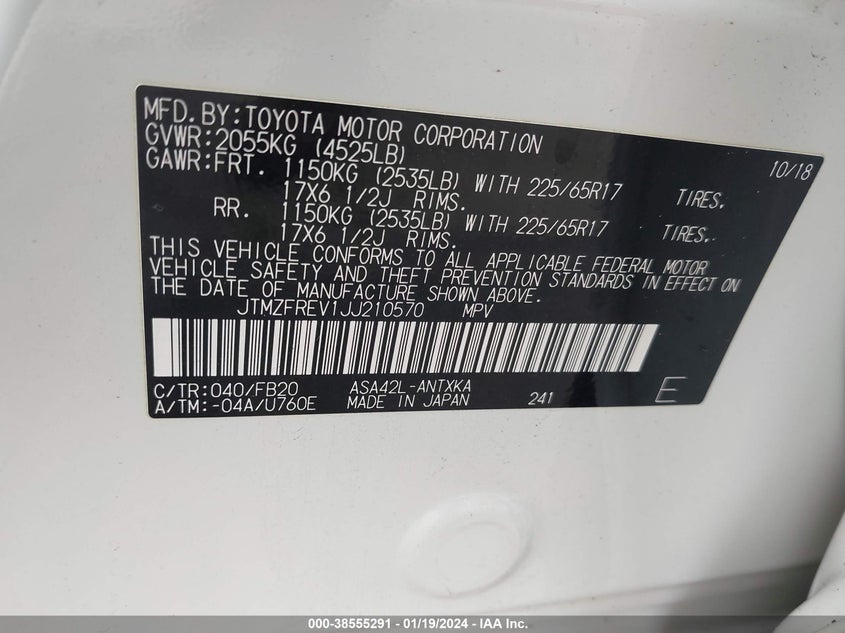 MFD. BY: TOYOTA MOTOR CORPORATION 10/18
GVWR: 2055KG (4525LB)
GAWR: FRT. 1150KG (2535LB) WITH 225/65R17 TIRES.
17X6 1/2J RIMS.
RR. 1150KG (2535LB) WITH 225/65R17 TIRES.
17X6 1/2J RIMS.
THIS VEHICLE CONFORMS TO ALL APPLICABLE FEDERAL MOTOR
VEHICLE SAFETY AND THEFT PREVENTION STANDARDS IN EFFECT ON
THE DATE OF MANUFACTURE SHOWN ABOVE.
JTMZFREV1JJ210570 MPV
C/TR: 040/FB20 ASA42L-ANTXKA
A/TM: -04A/U760E MADE IN JAPAN 241 E
000-38555291 - 01/19/2024 - IAA Inc.